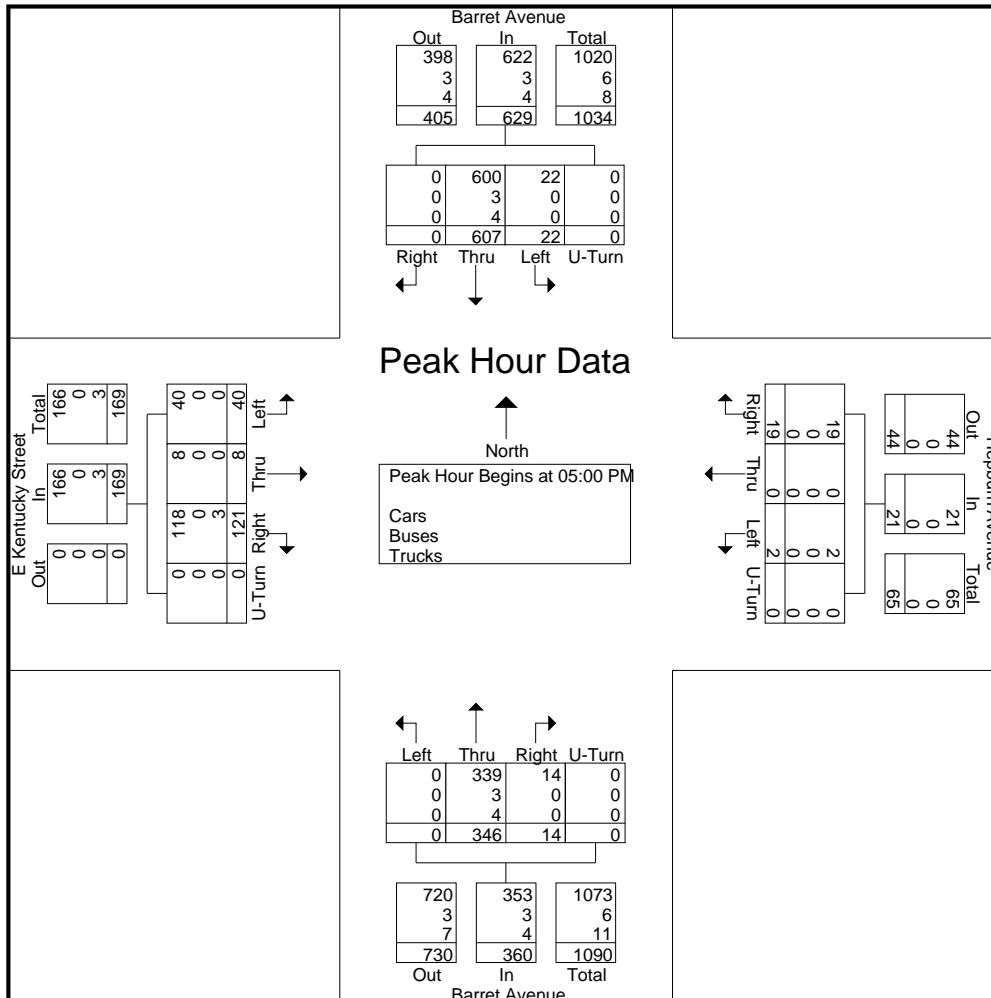 Barret Avenue
Out In Total
398 622 1020
3 3 6
4 4 8
405 629 1034
0 600 22 0
0 3 0 0
0 4 0 0
0 607 22 0
Right Thru Left U-Turn
Peak Hour Data
North
Peak Hour Begins at 05:00 PM
Cars
Buses
Trucks
E Kentucky Street
Out In Total
0 166 166
0 0 0
0 3 3
0 169 169
U-Turn Right Thru Left
0 118 8 40
0 0 0 0
0 3 0 0
0 121 8 40
Out In Total
44 21 65
0 0 0
0 0 0
44 21 65
Right Thru Left U-Turn
19 0 2 0
0 0 0 0
0 0 0 0
19 0 2 0
Left Thru Right U-Turn
0 339 14 0
0 3 0 0
0 4 0 0
0 346 14 0
720 353 1073
3 3 6
7 4 11
730 360 1090
Out In Total
Barret Avenue